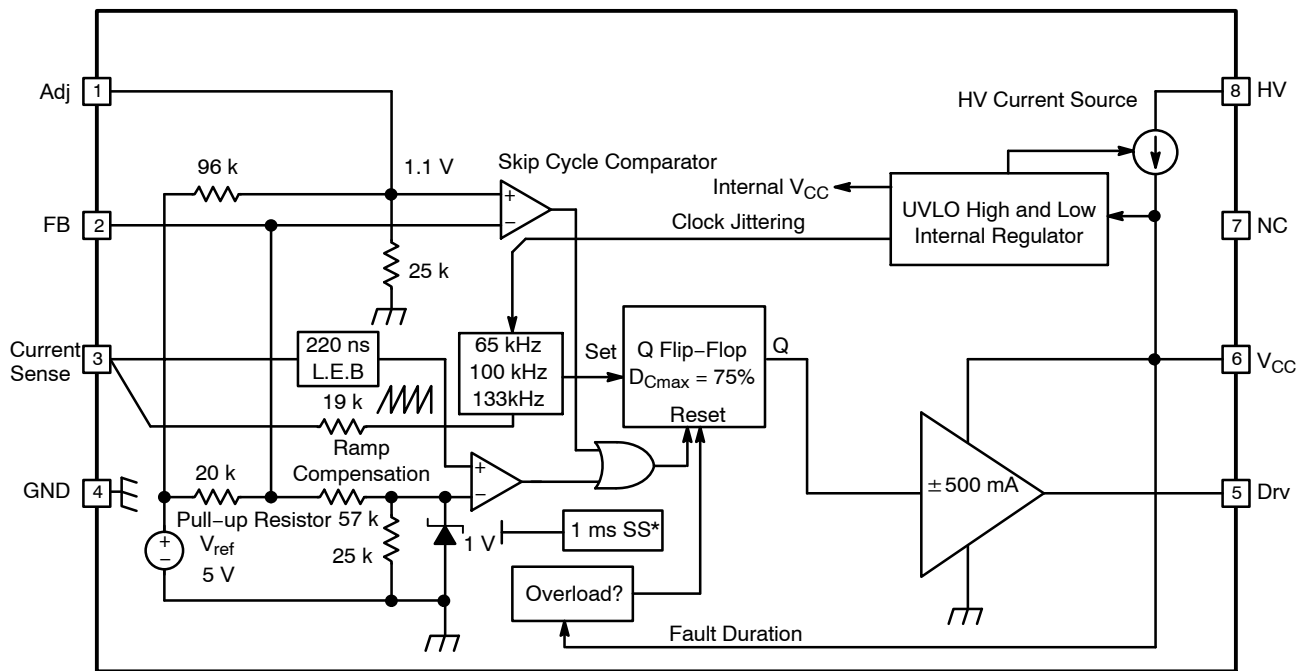 Adj
1
8
HV
HV Current Source
96 k
1.1 V
Skip Cycle Comparator
+
−
Internal VCC
UVLO High and Low
Internal Regulator
FB
2
7
NC
Clock Jittering
25 k
Current
Sense
3
220 ns
L.E.B
65 kHz
100 kHz
133kHz
Set
Q Flip−Flop
DCmax = 75%
Reset
Q
6
VCC
19 k
Ramp
Compensation
GND
4
20 k
+
−
±500 mA
5
Drv
Pull−up Resistor
57 k
+
−
Vref
5 V
25 k
1 V
1 ms SS*
Overload?
Fault Duration